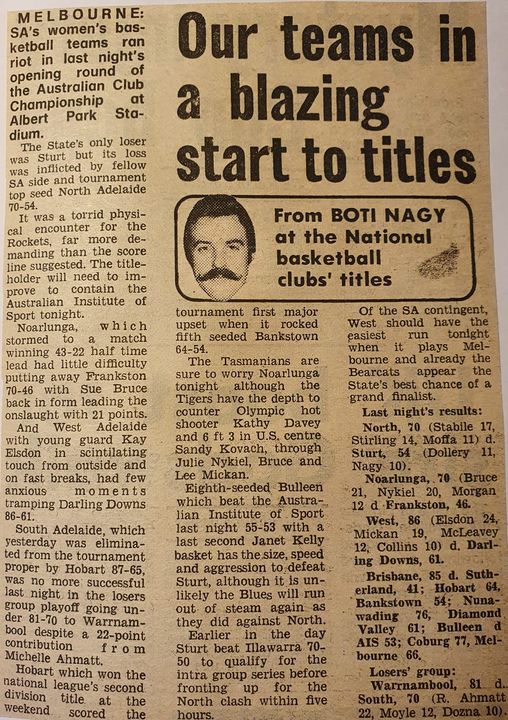 MELBOURNE:
SA's women's bas-
ketball teams ran
riot in last night's
opening round of
the Australian Club
Championship at
Albert Park Sta-
dium.
The State's only loser
was Sturt but its loss
was inflicted by fellow
SA side and tournament
top seed North Adelaide
70-54.
It was a torrid physi-
cal encounter for the
Rockets, far more de-
manding than the score
line suggested. The title-
holder will need to im-
prove to contain the
Australian Institute of
Sport tonight.
Noarlunga, which
stormed to a match
winning 43-22 half time
lead had little difficulty
putting away Frankston
70-46 with Sue Bruce
back in form leading the
onslaught with 21 points.
And West Adelaide
with young guard Kay
Elsdon in scintilating
touch from outside and
on fast breaks, had few
anxious moments
tramping Darling Downs
86-61.
South Adelaide, which
yesterday was elimina-
ted from the tournament
proper by Hobart 87-65,
was no more successful
last night in the losers
group playoff going un-
der 81-70 to Warrnam-
bool despite a 22-point
contribution from
Michelle Ahmatt.
Hobart which won the
national league's second
division title at the
weekend scored the
Our teams in
a blazing
start to titles
From BOTI NAGY
at the National
basketball
clubs' titles
tournament first major
upset when it rocked
fifth seeded Bankstown
64-54.
The Tasmanians are
sure to worry Noarlunga
tonight although the
Tigers have the depth to
counter Olympic hot
shooter Kathy Davey
and 6 ft 3 in U.S. centre
Sandy Kovach, through
Julie Nykiel, Bruce and
Lee Mickan.
Eighth-seeded Bulleen
which beat the Austra-
lian Institute of Sport
last night 55-53 with a
last second Janet Kelly
basket has the size, speed
and aggression to defeat
Sturt, although it is un-
likely the Blues will run
out of steam again as
they did against North.
Earlier in the day
Sturt beat Illawarra 70-
50 to qualify for the
intra group series before
fronting up for the
North clash within five
hours.
Of the SA contingent,
West should have the
easiest run tonight
when it plays Mel-
bourne and already the
Bearcats appear the
State's best chance of a
grand finalist.
Last night's results:
North, 70 (Stabile 17,
Stirling 14, Moffa 11) d.
Sturt, 54 (Dollery 11,
Nagy 10).
Noarlunga, 70 (Bruce
21, Nykiel 20, Morgan
12 d Frankston, 46.
West, 86 (Elsdon 24,
Mickan 19, McLeavey
12, Collins 10) d. Darl-
ing Downs, 61.
Brisbane, 85 d. Suth-
erland, 41; Hobart 64,
Bankstown 54; Nuna-
wading 76, Diamond
Valley 61; Bulleen d
AIS 53; Coburg 77, Mel-
bourne 66.
Losers' group:
Warrnambool, 81 d.
South, 70 (R. Ahmatt
22, Moyle 12, Dozna 10).